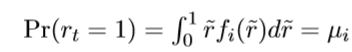 Pr(r_t = 1) = ∫_0^1 r̃f_i(r̃)dr̃ = μ_i